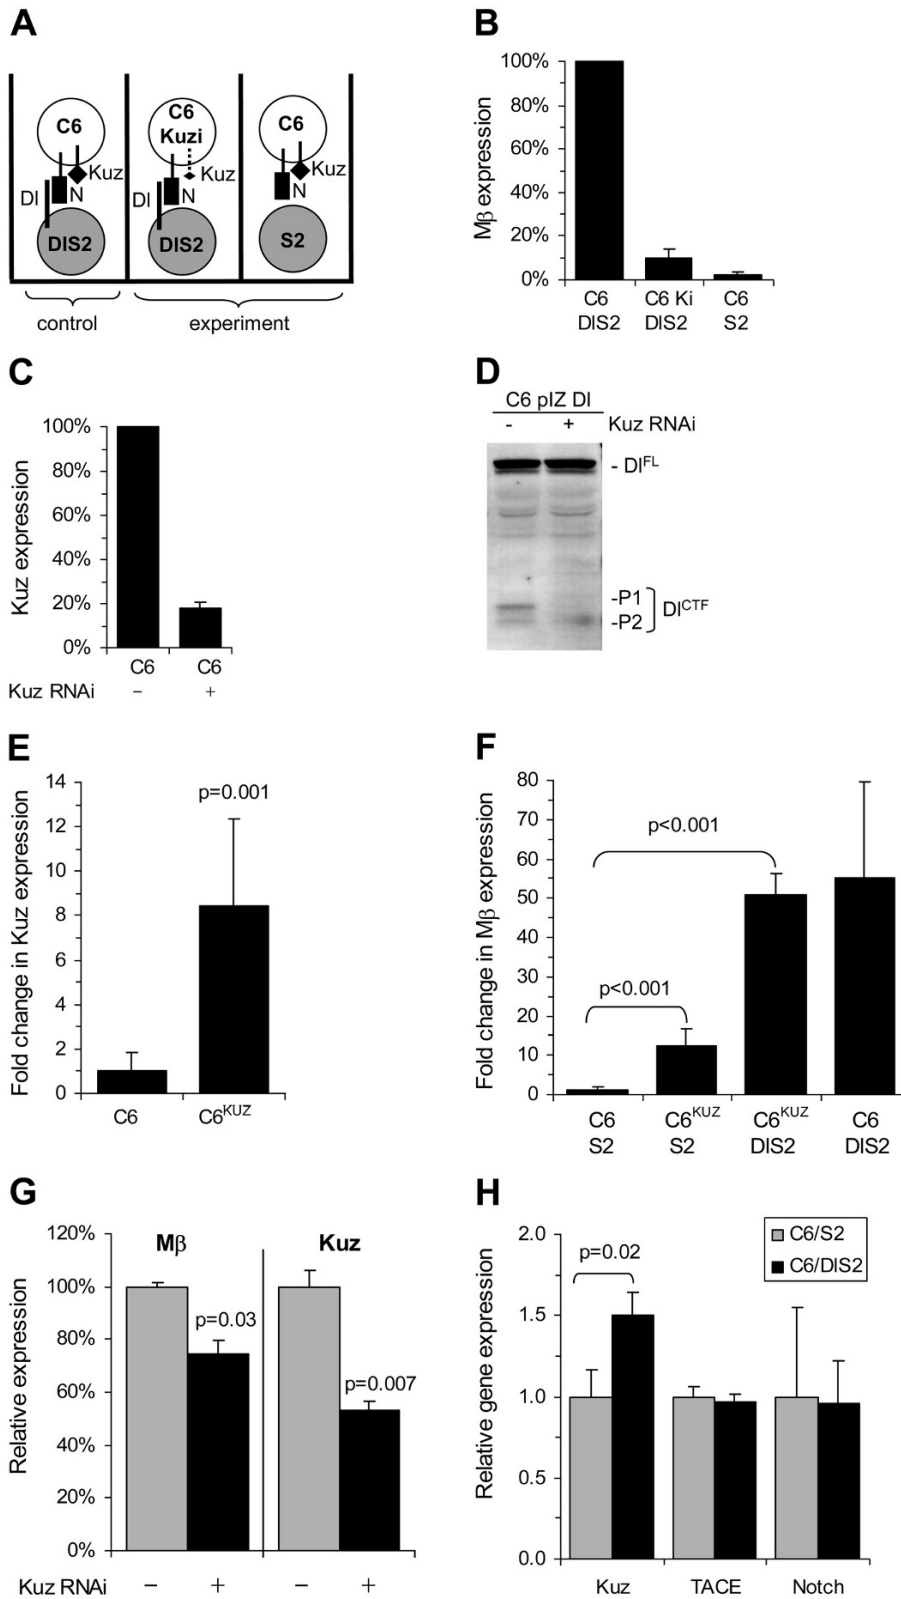 A
C6
C6
Kuzi
C6
Kuz
Kuz
Kuz
Dl
N
Dl
N
N
DlS2
DlS2
S2
control
experiment
B
Mβ expression
100%
80%
60%
40%
20%
0%
C6 C6 Ki C6
DlS2 DlS2 S2
C
Kuz expression
100%
80%
60%
40%
20%
0%
C6 C6
Kuz RNAi − +
D
C6 pIZ Dl
- + Kuz RNAi
- Dl^FL
-P1
-P2
Dl^CTF
E
Fold change in Kuz expression
14
12
10
8
6
4
2
0
p=0.001
C6 C6^KUZ
F
Fold change in Mβ expression
80
70
60
50
40
30
20
10
0
p<0.001
p<0.001
C6 C6^KUZ C6^KUZ C6
S2 S2 DlS2 DlS2
G
Relative expression
120%
100%
80%
60%
40%
20%
0%
Mβ Kuz
p=0.03
p=0.007
Kuz RNAi − + − +
H
Relative gene expression
2.0
1.5
1.0
0.5
0.0
C6/S2
C6/DlS2
p=0.02
Kuz TACE Notch